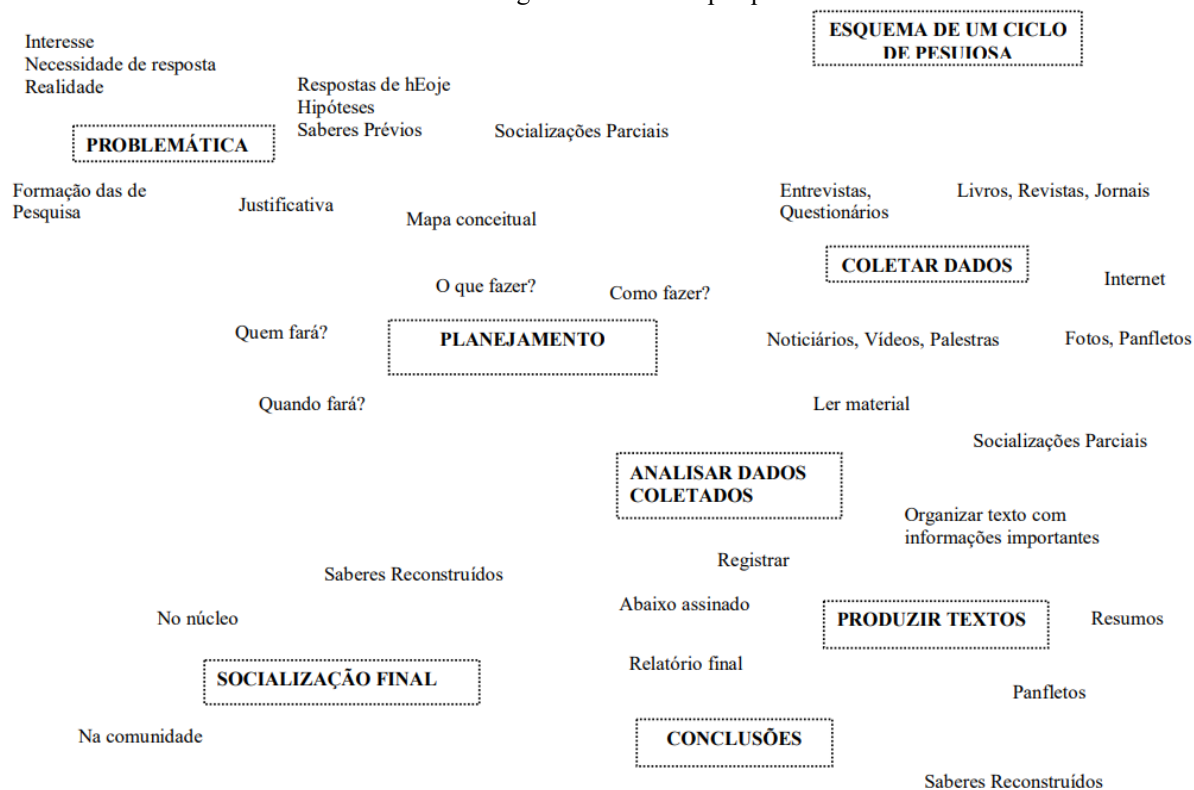 ESQUEMA DE UM CICLO
DE PESUIOSA
Interesse
Necessidade de resposta
Realidade
Respostas de hEoje
Hipóteses
Saberes Prévios
Socializações Parciais
PROBLEMÁTICA
Formação das de
Pesquisa
Justificativa
Mapa conceitual
Entrevistas,
Questionários
Livros, Revistas, Jornais
COLETAR DADOS
Internet
O que fazer?
Como fazer?
Quem fará?
PLANEJAMENTO
Noticiários, Vídeos, Palestras
Fotos, Panfletos
Quando fará?
Ler material
Socializações Parciais
ANALISAR DADOS
COLETADOS
Organizar texto com
informações importantes
Registrar
Saberes Reconstruídos
No núcleo
Abaixo assinado
PRODUZIR TEXTOS
Resumos
SOCIALIZAÇÃO FINAL
Relatório final
Panfletos
Na comunidade
CONCLUSÕES
Saberes Reconstruídos